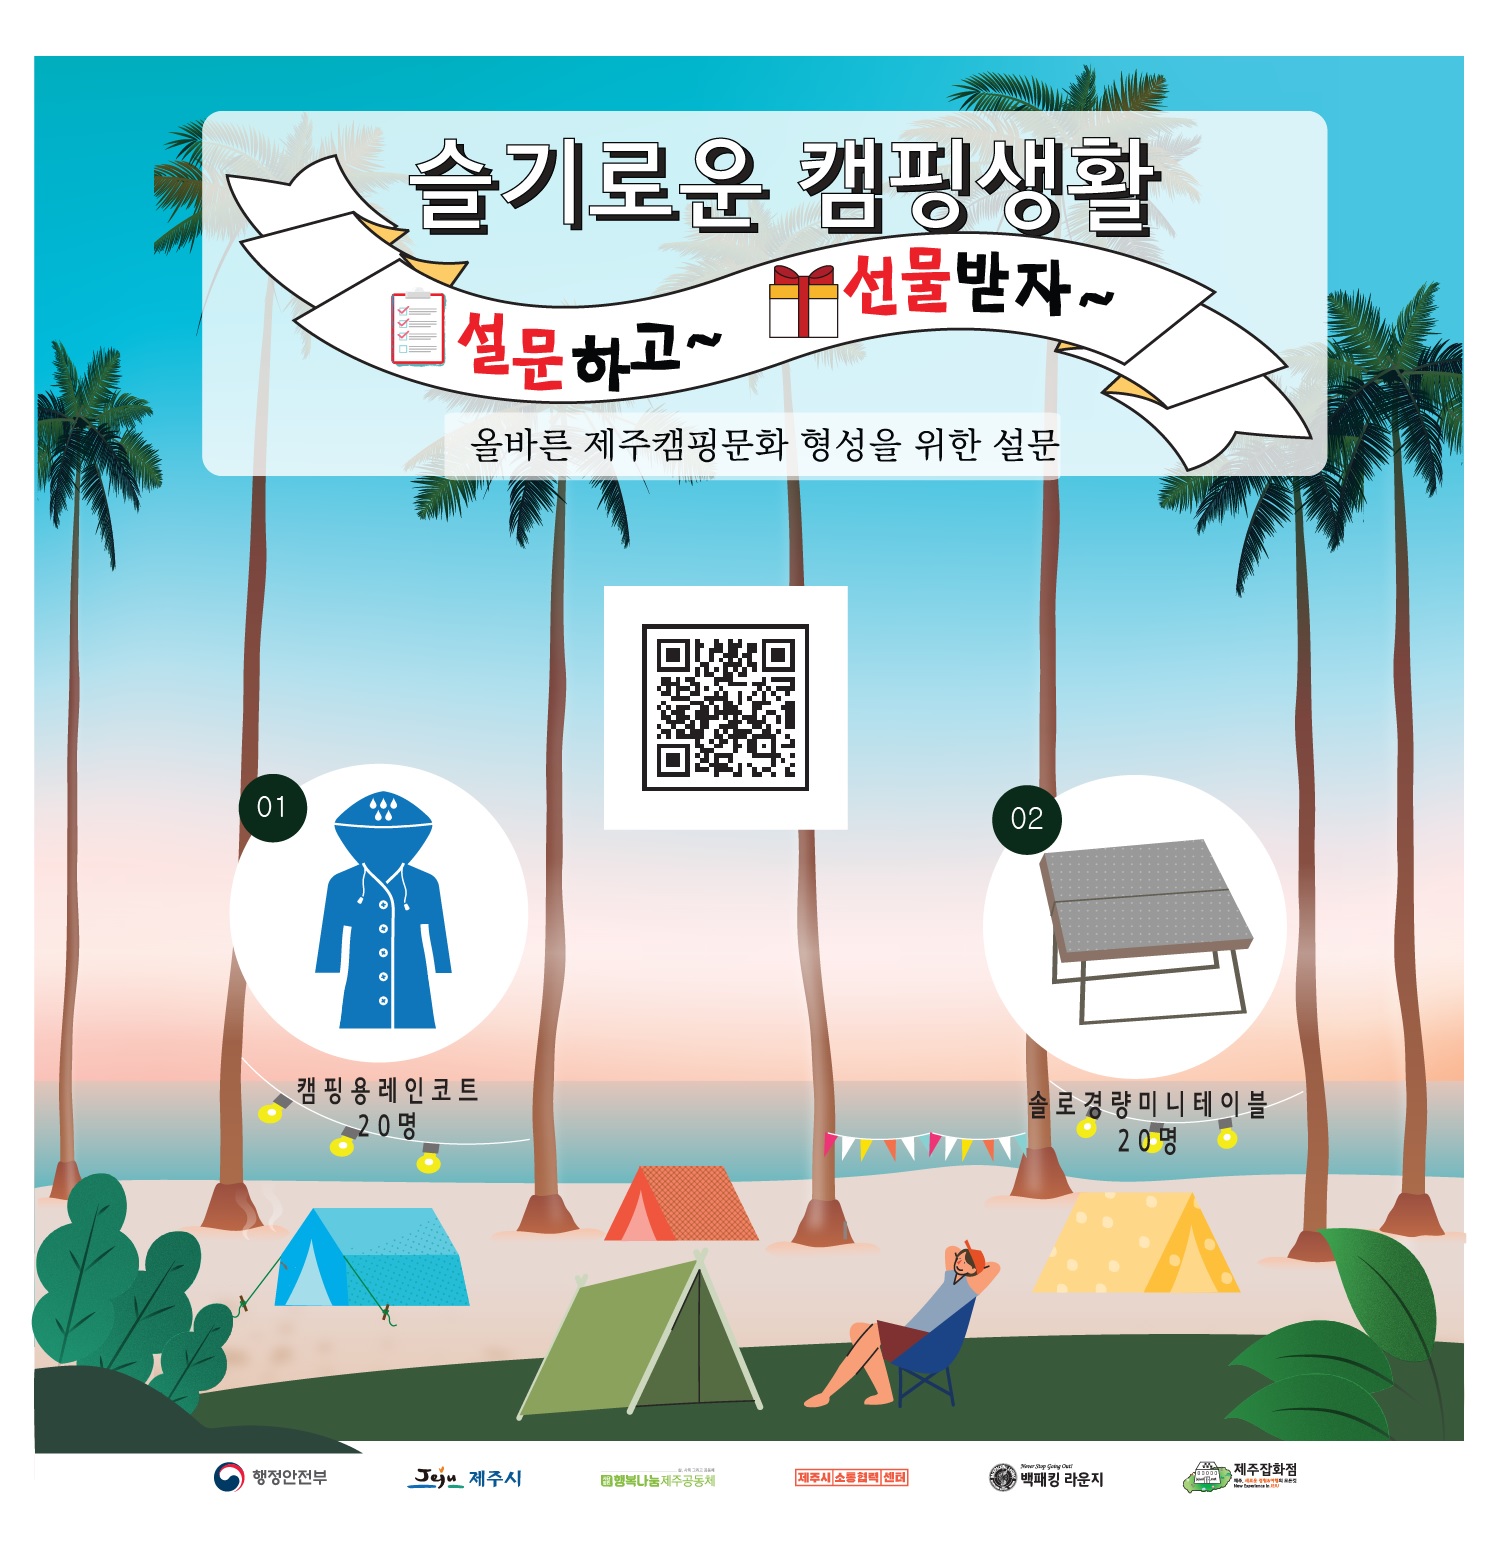 슬기로운 캠핑생활
설문하고~
선물받자~
올바른 제주캠핑문화 형성을 위한 설문
01
캠핑용레인코트
20명
02
솔로경량미니테이블
20명
행정안전부
Jeju 제주시
행복나눔제주공동체
제주시 소통협력 센터
Never Stop Going Out!
백패킹 라운지
제주잡화점
New Experience in JEJU